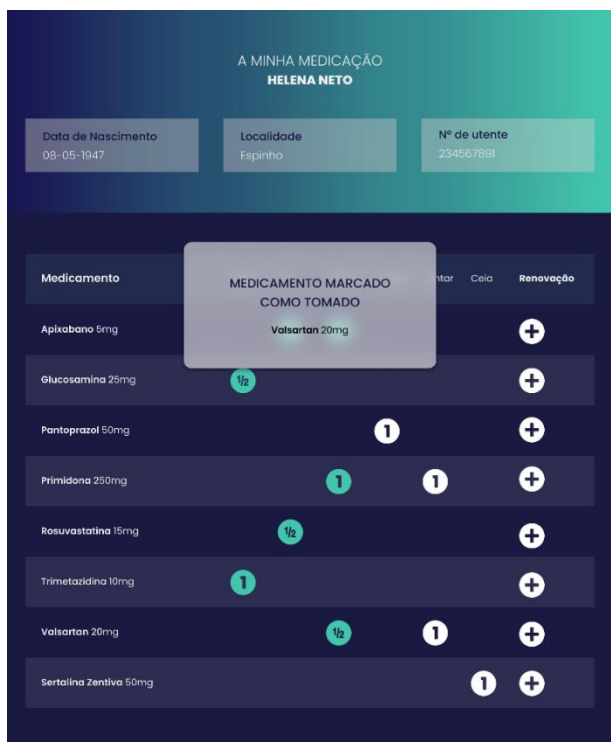 A MINHA MEDICAÇÃO
HELENA NETO
Data de Nascimento
08-05-1947
Localidade
Espinho
Nº de utente
234567891
Medicamento
ntar Ceia Renovação
MEDICAMENTO MARCADO
COMO TOMADO
Valsartan 20mg
Apixabano 5mg +
Glucosamina 25mg 1/2 +
Pantoprazol 50mg 1 +
Primidona 250mg 1 1 +
Rosuvastatina 15mg 1/2 +
Trimetazidina 10mg 1 +
Valsartan 20mg 1/2 1 +
Sertalina Zentiva 50mg 1 +